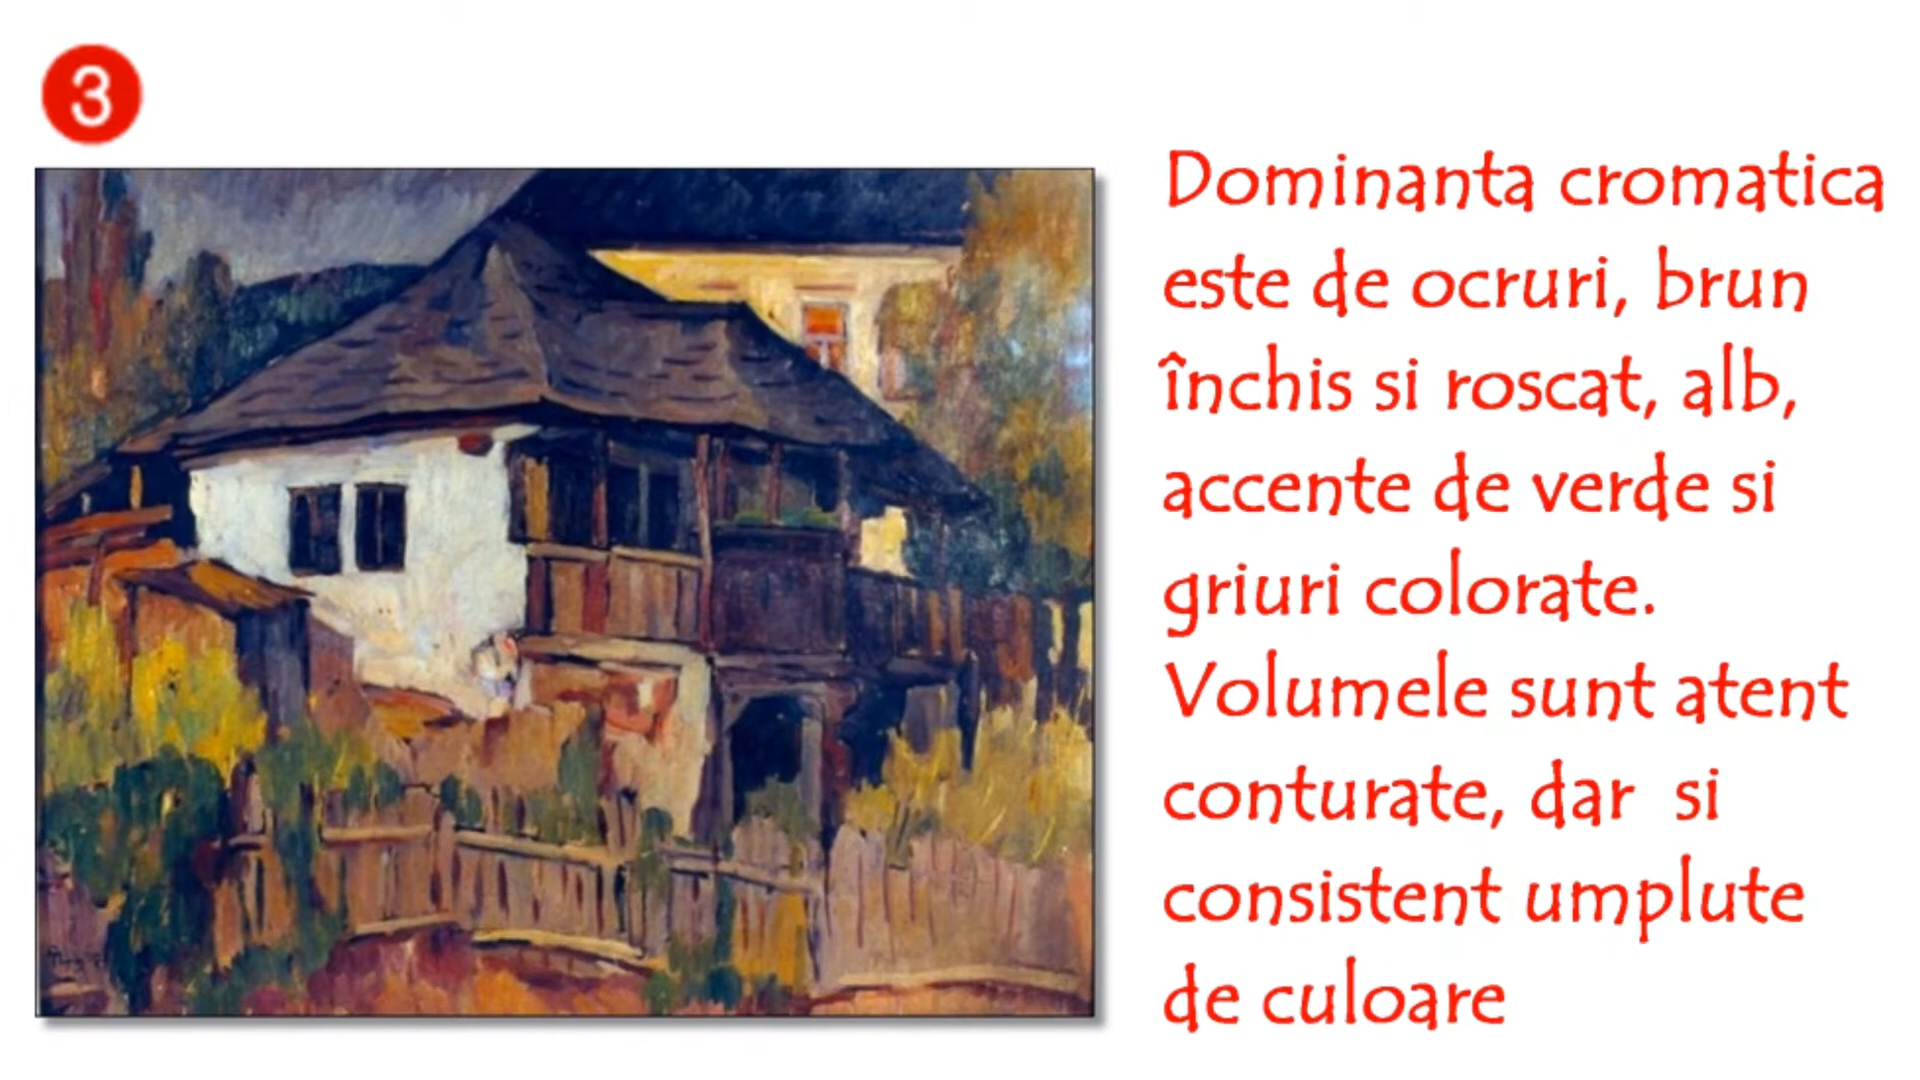 3
Dominanta cromatica
este de ocruri, brun
închis si roscat, alb,
accente de verde si
griuri colorate.
Volumele sunt atent
conturate, dar si
consistent umplute
de culoare